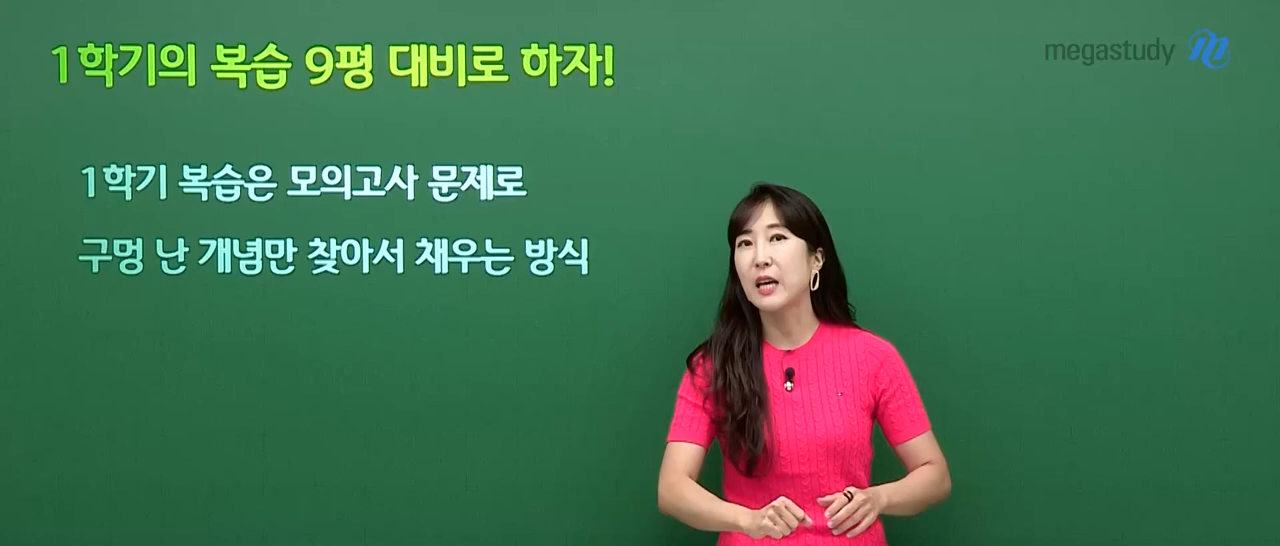 1학기의 복습 9평 대비로 하자!
megastudy
1학기 복습은 모의고사 문제로
구멍 난 개념만 찾아서 채우는 방식